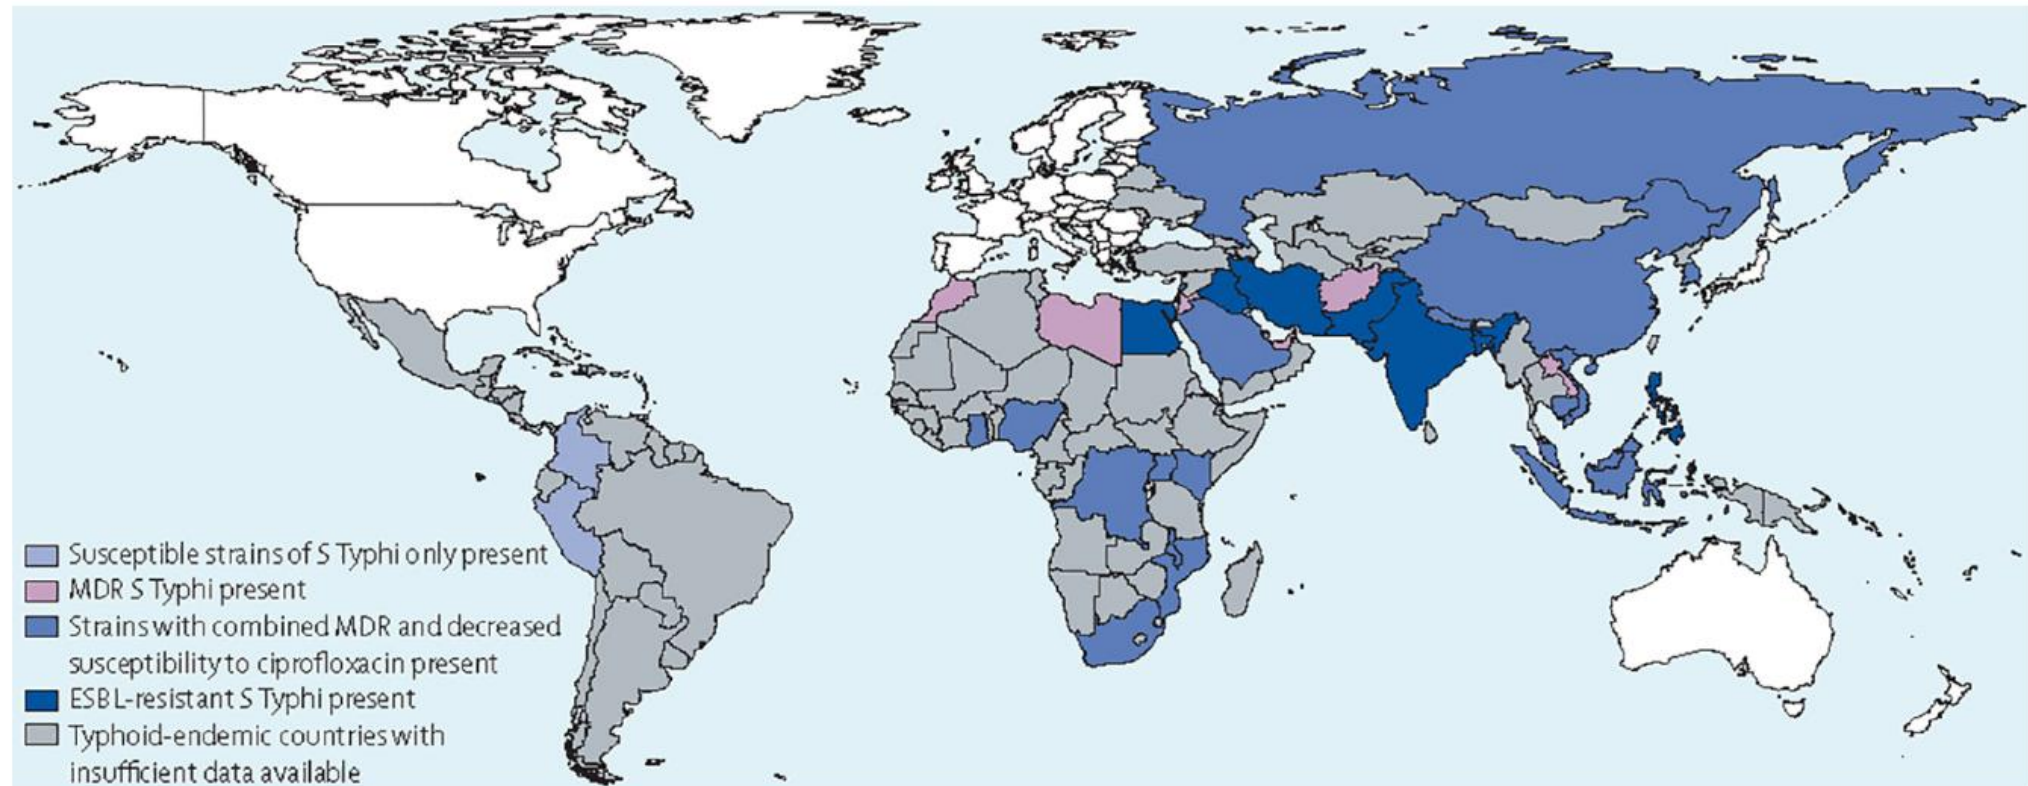 Susceptible strains of S Typhi only present
MDR S Typhi present
Strains with combined MDR and decreased
susceptibility to ciprofloxacin present
ESBL-resistant S Typhi present
Typhoid-endemic countries with
insufficient data available